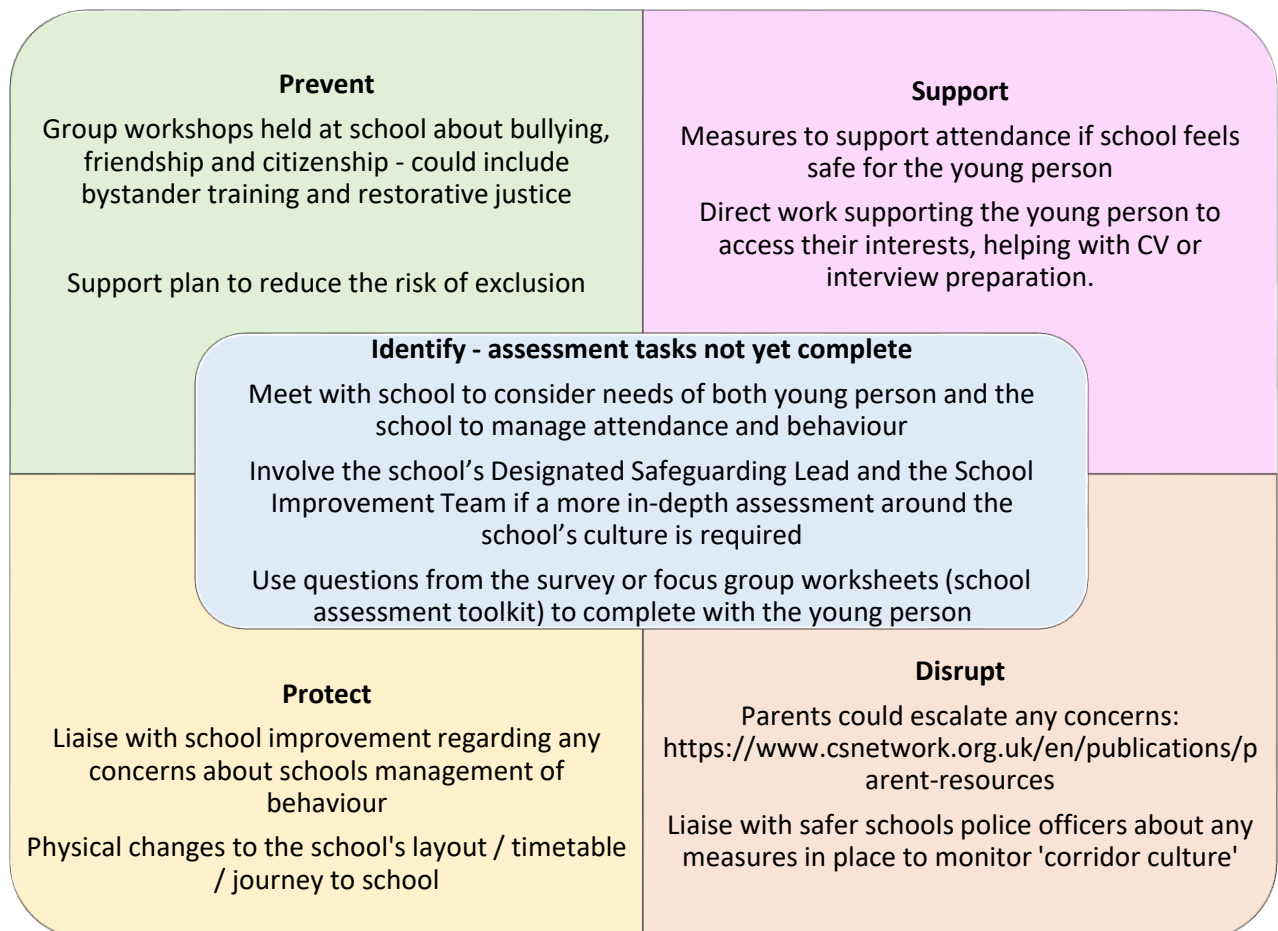 Prevent
Group workshops held at school about bullying,
friendship and citizenship - could include
bystander training and restorative justice
Support plan to reduce the risk of exclusion
Support
Measures to support attendance if school feels
safe for the young person
Direct work supporting the young person to
access their interests, helping with CV or
interview preparation.
Identify - assessment tasks not yet complete
Meet with school to consider needs of both young person and the
school to manage attendance and behaviour
Involve the school’s Designated Safeguarding Lead and the School
Improvement Team if a more in-depth assessment around the
school’s culture is required
Use questions from the survey or focus group worksheets (school
assessment toolkit) to complete with the young person
Protect
Liaise with school improvement regarding any
concerns about schools management of
behaviour
Physical changes to the school's layout / timetable
/ journey to school
Disrupt
Parents could escalate any concerns:
https://www.csnetwork.org.uk/en/publications/p
arent-resources
Liaise with safer schools police officers about any
measures in place to monitor 'corridor culture'